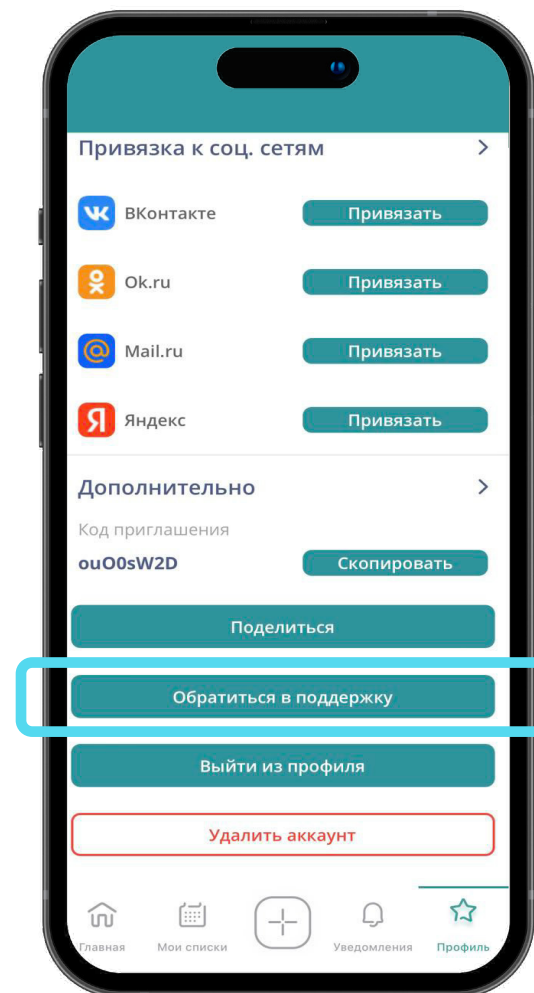 Привязка к соц. сетям
ВКонтакте
Привязать
Ok.ru
Привязать
Mail.ru
Привязать
Я
Яндекс
Привязать
Дополнительно
Код приглашения
ouO0sW2D
Скопировать
Поделиться
Обратиться в поддержку
Выйти из профиля
Удалить аккаунт
Главная
Мои списки
Уведомления
Профиль